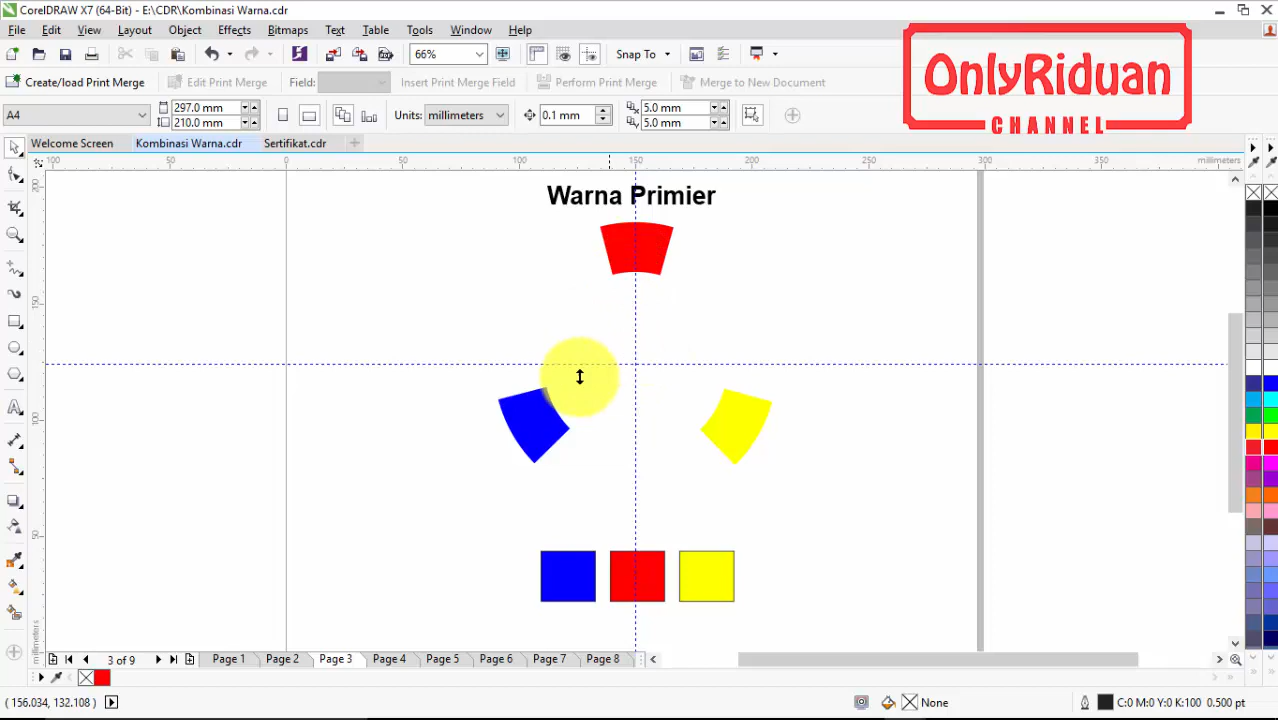 CorelDRAW X7 (64-Bit) - E:\CDR\Kombinasi Warna.cdr
File Edit View Layout Object Effects Bitmaps Text Table Tools Window Help
66% Snap To
Create/load Print Merge Edit Print Merge Field: Insert Print Merge Field Perform Print Merge Merge to New Document
OnlyRiduan
CHANNEL
A4 297.0 mm 210.0 mm Units: millimeters 0.1 mm 5.0 mm 5.0 mm
Welcome Screen Kombinasi Warna.cdr Sertifikat.cdr
100 50 0 50 100 150 200 250 300 350 millimeters
200
150
100
50
millimeters
Warna Primier
3 of 9 Page 1 Page 2 Page 3 Page 4 Page 5 Page 6 Page 8
( 156.034, 132.108 ) None C:0 M:0 Y:0 K:100 0.500 pt